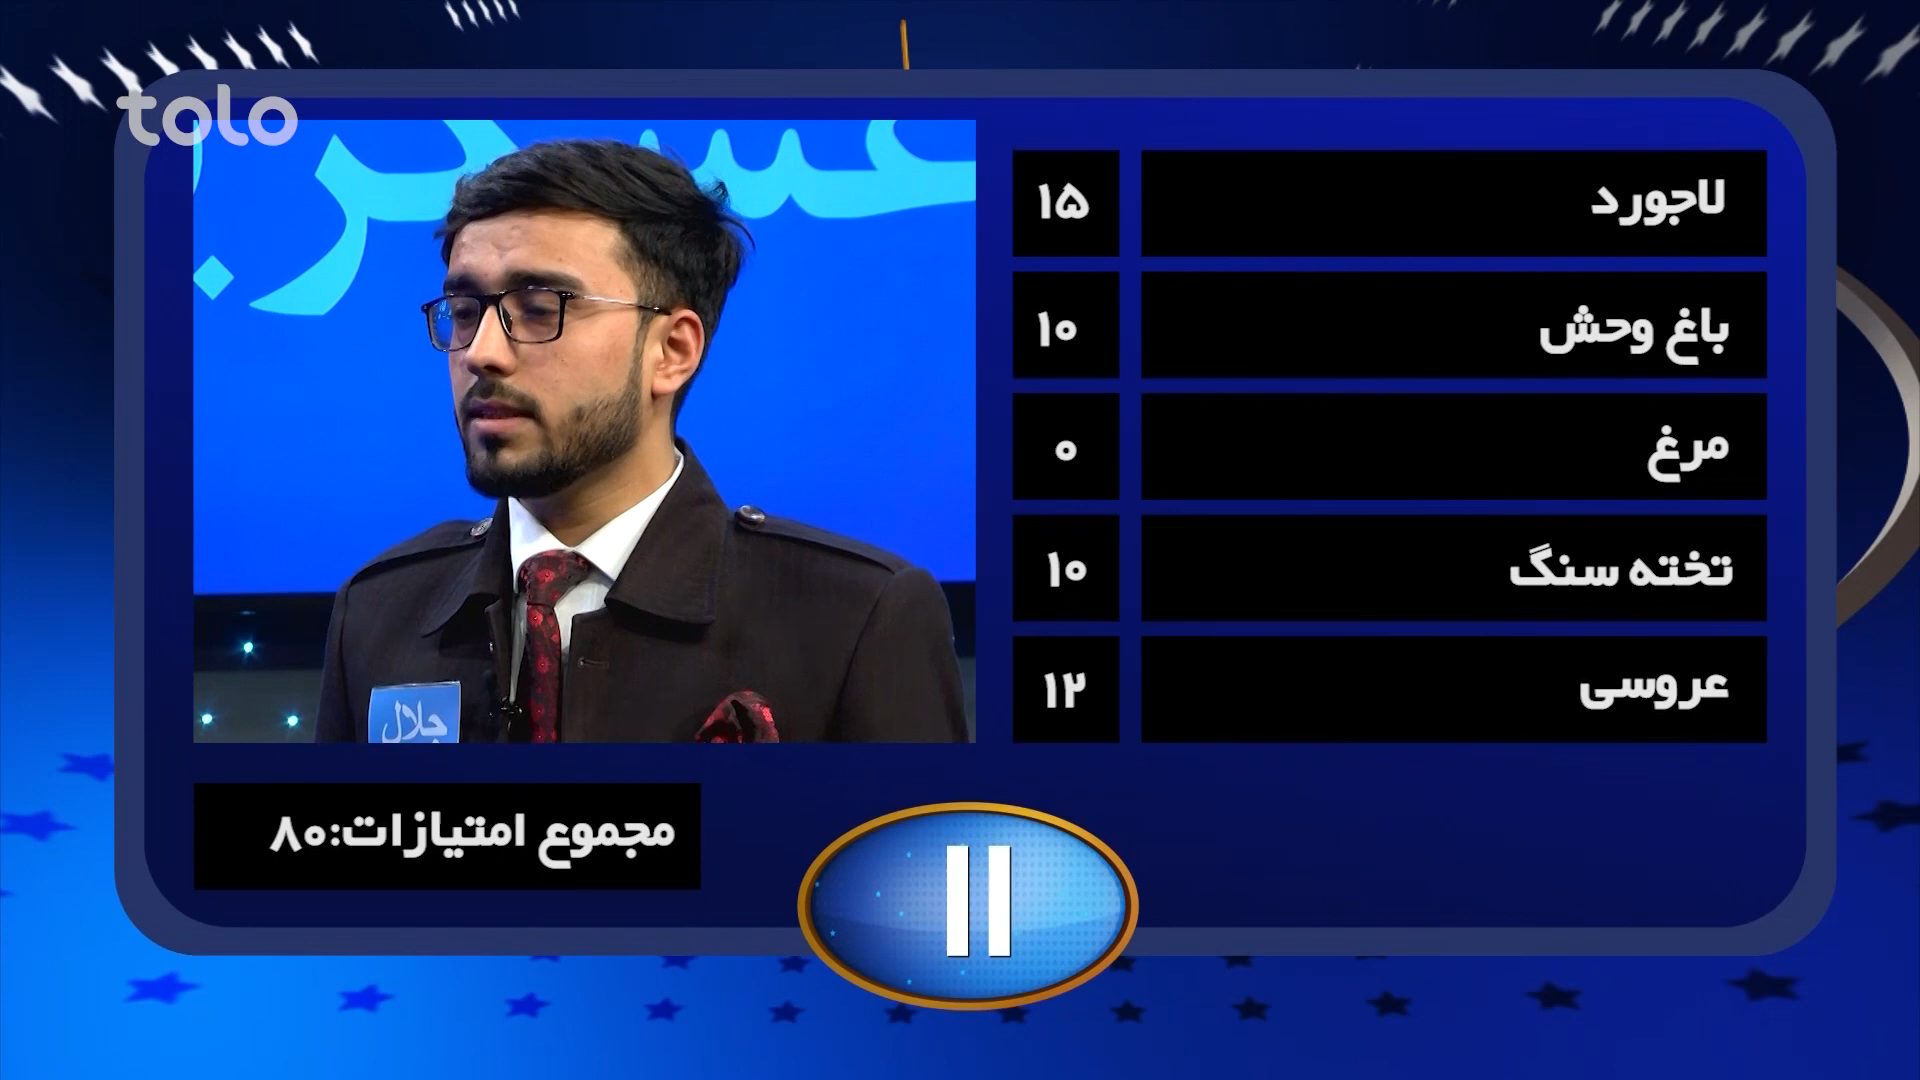 tolo
لاجورد ۱۵
باغ وحش ۱۰
مرغ ۰
تخته سنگ ۱۰
عروسی ۱۲
جلال
مجموع امتیازات:۸۰